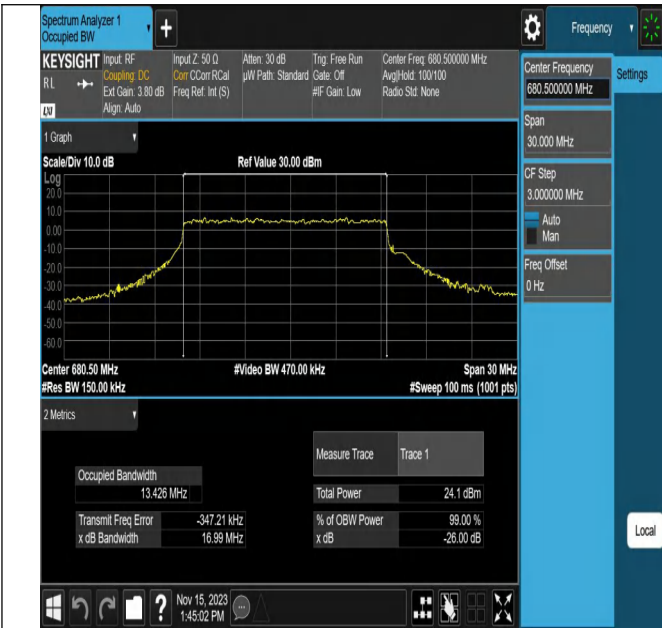 Spectrum Analyzer 1
Occupied BW
+
Frequency
KEYSIGHT
RL
LXI
Input: RF
Coupling: DC
Ext Gain: 3.80 dB
Align: Auto
Input Z: 50 Ω
Corr CCorr RCal
Freq Ref: Int (S)
Atten: 30 dB
µW Path: Standard
Trig: Free Run
Gate: Off
#IF Gain: Low
Center Freq: 680.500000 MHz
Avg|Hold: 100/100
Radio Std: None
Center Frequency
680.500000 MHz
Settings
Span
30.000 MHz
CF Step
3.000000 MHz
Auto
Man
Freq Offset
0 Hz
Local
1 Graph
Scale/Div 10.0 dB
Ref Value 30.00 dBm
Log
20.0
10.0
0.00
-10.0
-20.0
-30.0
-40.0
-50.0
-60.0
Center 680.50 MHz
#Video BW 470.00 kHz
Span 30 MHz
#Res BW 150.00 kHz
#Sweep 100 ms (1001 pts)
2 Metrics
Measure Trace
Trace 1
Occupied Bandwidth
13.426 MHz
Total Power
24.1 dBm
Transmit Freq Error
-347.21 kHz
% of OBW Power
99.00 %
x dB Bandwidth
16.99 MHz
x dB
-26.00 dB
?
Nov 15, 2023
1:45:02 PM